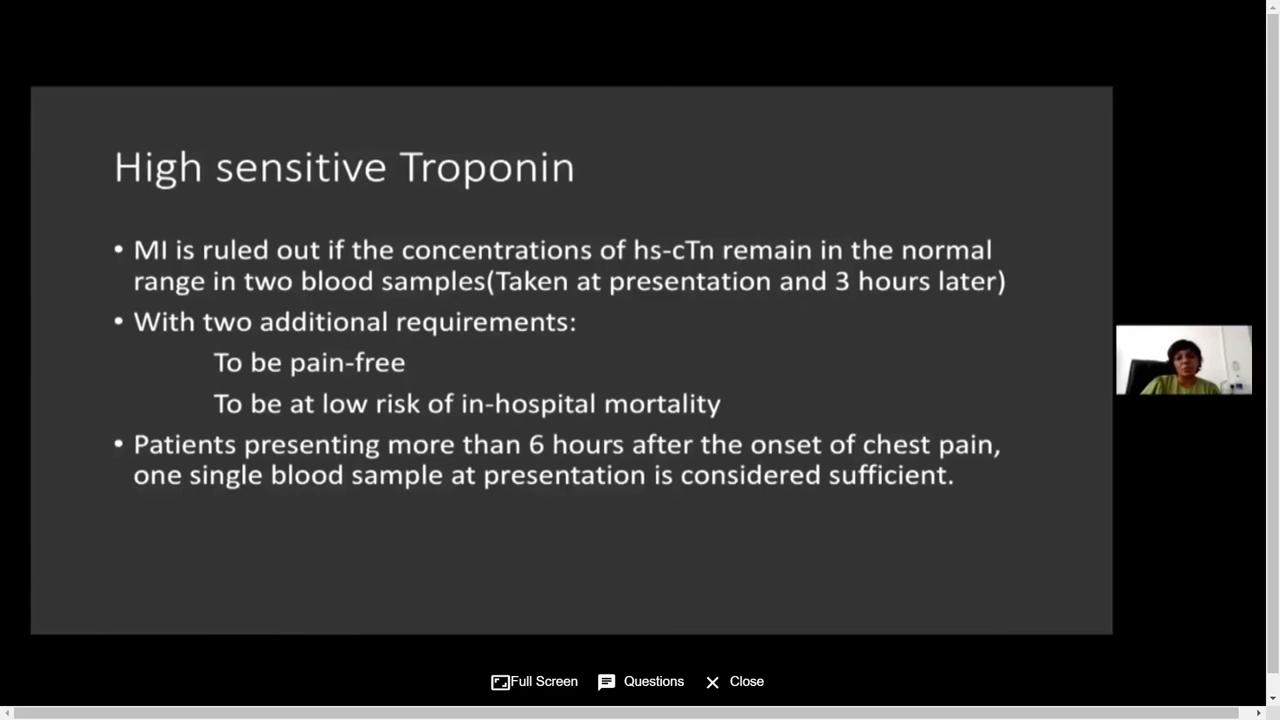 High sensitive Troponin
• MI is ruled out if the concentrations of hs-cTn remain in the normal
range in two blood samples(Taken at presentation and 3 hours later)
• With two additional requirements:
To be pain-free
To be at low risk of in-hospital mortality
• Patients presenting more than 6 hours after the onset of chest pain,
one single blood sample at presentation is considered sufficient.
Full Screen Questions Close